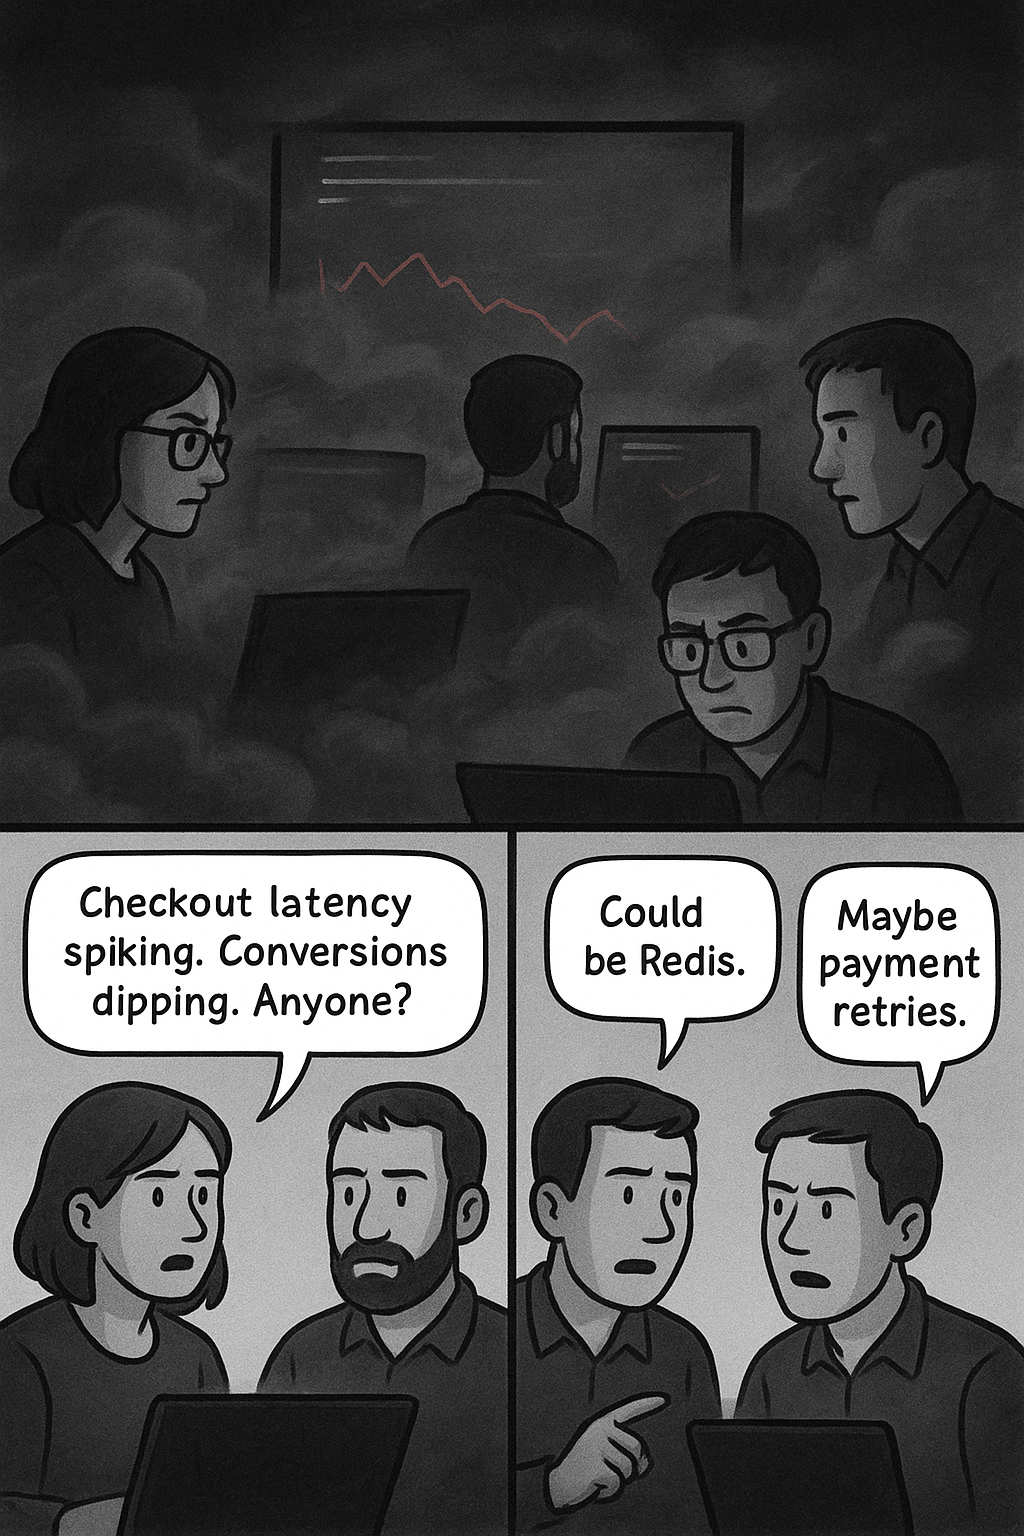 Checkout latency
spiking. Conversions
dipping. Anyone?
Could
be Redis.
Maybe
payment
retries.